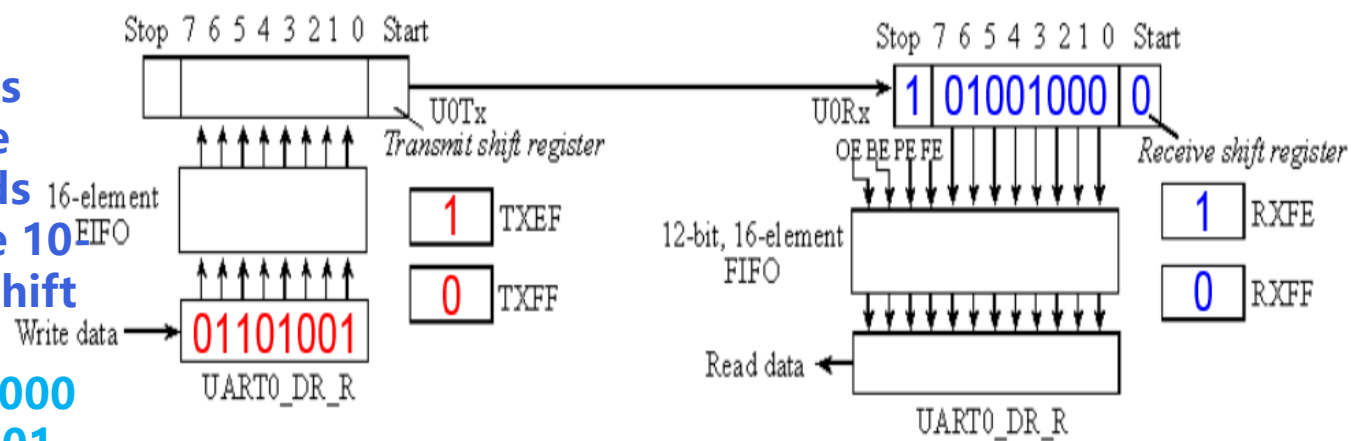 Stop 7 6 5 4 3 2 1 0 Start
Stop 7 6 5 4 3 2 1 0 Start
1 01001000 0
U0Tx
U0Rx
Transmit shift register
OE BE PE FE
Receive shift register
16-element
FIFO
1 TXEF
0 TXFF
12-bit, 16-element
FIFO
1 RXFE
0 RXFF
Write data
01101001
UART0_DR_R
Read data
UART0_DR_R
10-
000
01